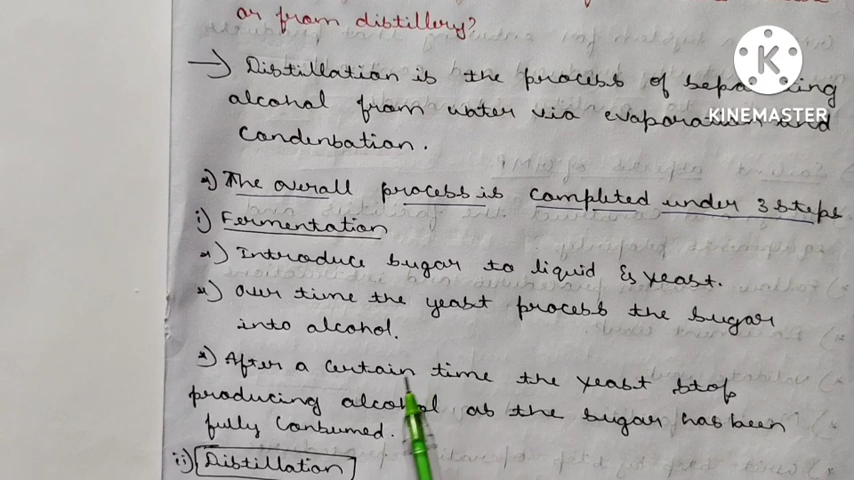 or from distillery?
→ Distillation is the process of separating
alcohol from water via evaporation and
Condensation.
*) The overall process is completed under 3 steps
i) Fermentation
*) Introduce sugar to liquid & yeast.
*) Over time the yeast process the sugar
into alcohol.
*) After a certain time the yeast stop
producing alcohol as the sugar has been
fully Consumed.
ii) Distillation
KINEMASTER